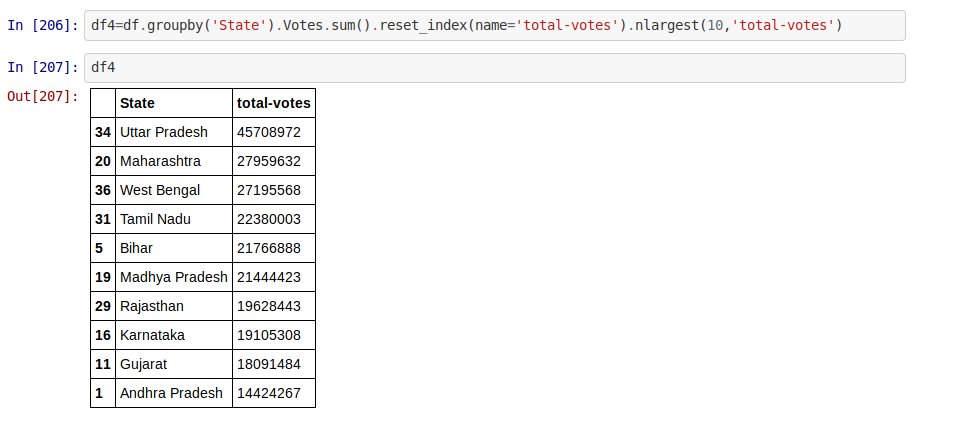 In [206]: df4=df.groupby('State').Votes.sum().reset_index(name='total-votes').nlargest(10,'total-votes')
In [207]: df4
Out[207]:
State total-votes
34 Uttar Pradesh 45708972
20 Maharashtra 27959632
36 West Bengal 27195568
31 Tamil Nadu 22380003
5 Bihar 21766888
19 Madhya Pradesh 21444423
29 Rajasthan 19628443
16 Karnataka 19105308
11 Gujarat 18091484
1 Andhra Pradesh 14424267